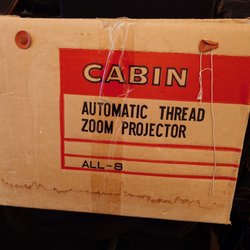 CABIN
AUTOMATIC THREAD
ZOOM PROJECTOR
ALL-8